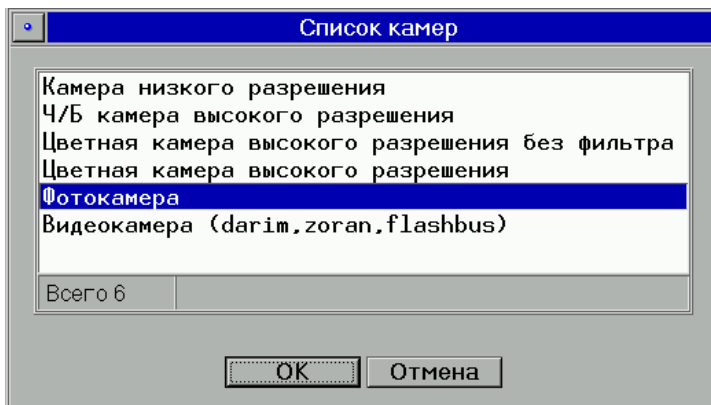 Список камер
Камера низкого разрешения
Ч/Б камера высокого разрешения
Цветная камера высокого разрешения без фильтра
Цветная камера высокого разрешения
Фотокамера
Видеокамера (darim,zoran,flashbus)
Всего 6
OK Отмена